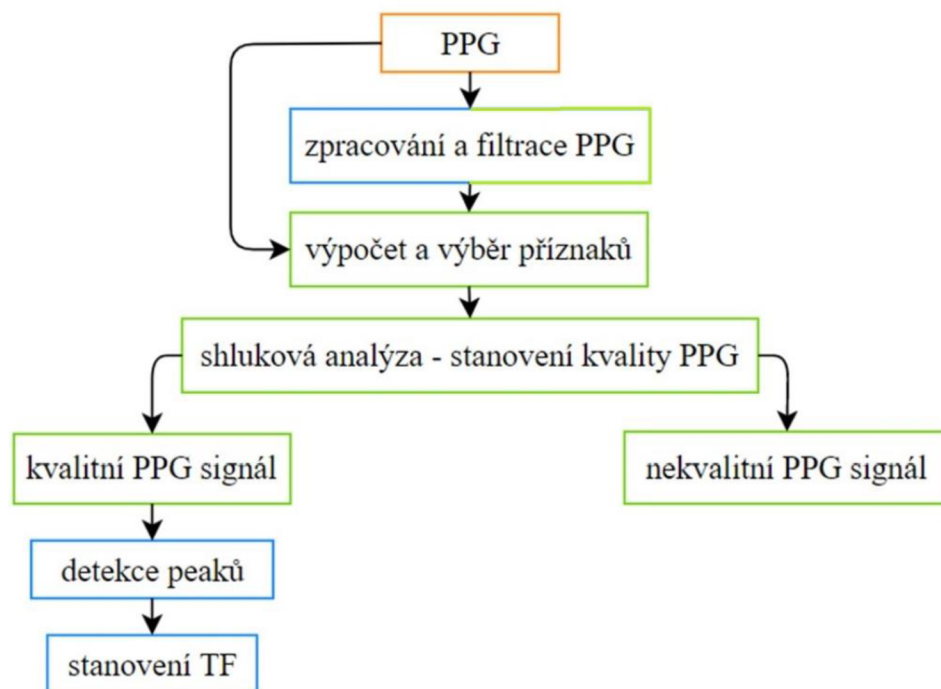 PPG
zpracování a filtrace PPG
výpočet a výběr příznaků
shluková analýza - stanovení kvality PPG
kvalitní PPG signál
nekvalitní PPG signál
detekce peaků
stanovení TF